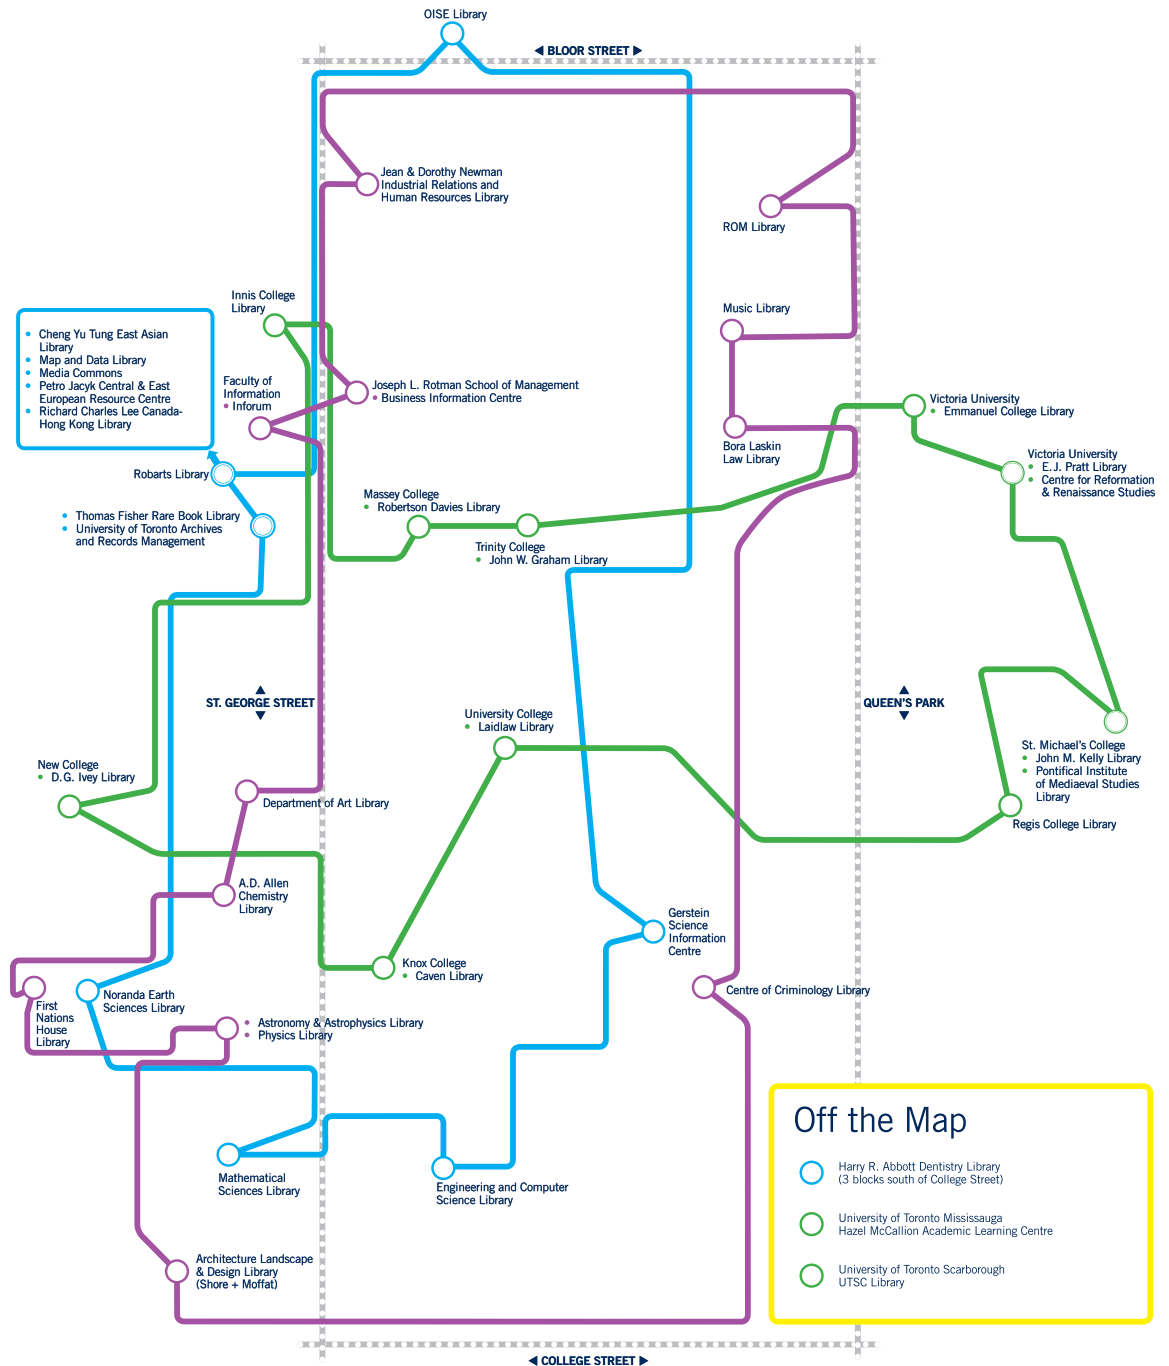 OISE Library
BLOOR STREET
Jean & Dorothy Newman
Industrial Relations and
Human Resources Library
ROM Library
Innis College
Library
Music Library
Cheng Yu Tung East Asian
Library
Map and Data Library
Media Commons
Petro Jacyk Central & East
European Resource Centre
Richard Charles Lee Canada-
Hong Kong Library
Faculty of
Information
• Inforum
Joseph L. Rotman School of Management
• Business Information Centre
Victoria University
• Emmanuel College Library
Bora Laskin
Law Library
Victoria University
• E.J. Pratt Library
• Centre for Reformation
& Renaissance Studies
Robarts Library
Massey College
• Robertson Davies Library
• Thomas Fisher Rare Book Library
• University of Toronto Archives
and Records Management
Trinity College
• John W. Graham Library
ST. GEORGE STREET
QUEEN'S PARK
University College
• Laidlaw Library
St. Michael's College
• John M. Kelly Library
• Pontifical Institute
of Mediaeval Studies
Library
New College
• D.G. Ivey Library
Department of Art Library
Regis College Library
A.D. Allen
Chemistry
Library
Gerstein
Science
Information
Centre
Knox College
• Caven Library
Noranda Earth
Sciences Library
Centre of Criminology Library
First
Nations
House
Library
• Astronomy & Astrophysics Library
• Physics Library
Mathematical
Sciences Library
Engineering and Computer
Science Library
Architecture Landscape
& Design Library
(Shore + Moffat)
Off the Map
Harry R. Abbott Dentistry Library
(3 blocks south of College Street)
University of Toronto Mississauga
Hazel McCallion Academic Learning Centre
University of Toronto Scarborough
UTSC Library
COLLEGE STREET